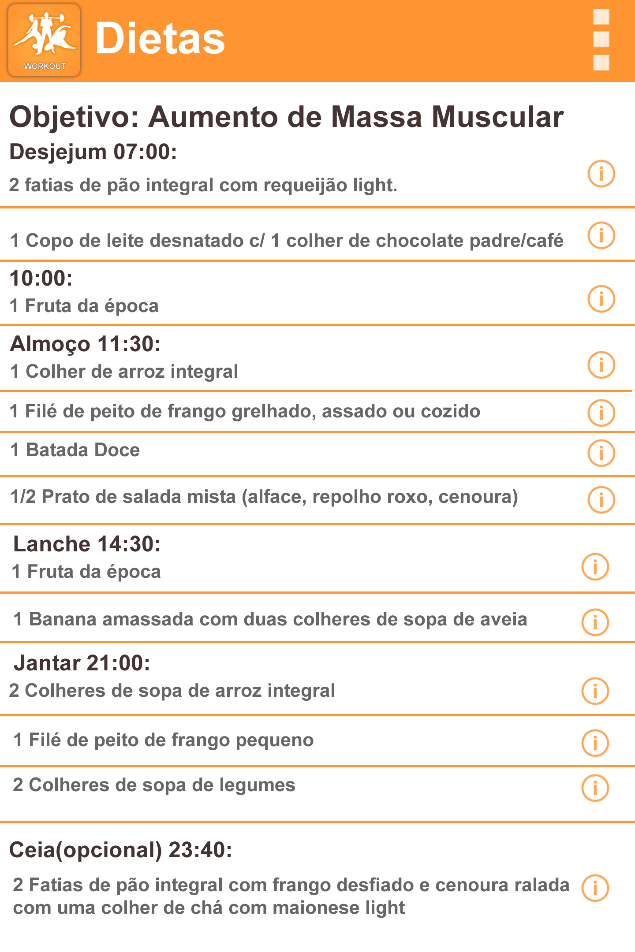 WORKOUT
Dietas
Objetivo: Aumento de Massa Muscular
Desjejum 07:00:
2 fatias de pão integral com requeijão light.
1 Copo de leite desnatado c/ 1 colher de chocolate padre/café
10:00:
1 Fruta da época
Almoço 11:30:
1 Colher de arroz integral
1 Filé de peito de frango grelhado, assado ou cozido
1 Batada Doce
1/2 Prato de salada mista (alface, repolho roxo, cenoura)
Lanche 14:30:
1 Fruta da época
1 Banana amassada com duas colheres de sopa de aveia
Jantar 21:00:
2 Colheres de sopa de arroz integral
1 Filé de peito de frango pequeno
2 Colheres de sopa de legumes
Ceia(opcional) 23:40:
2 Fatias de pão integral com frango desfiado e cenoura ralada
com uma colher de chá com maionese light